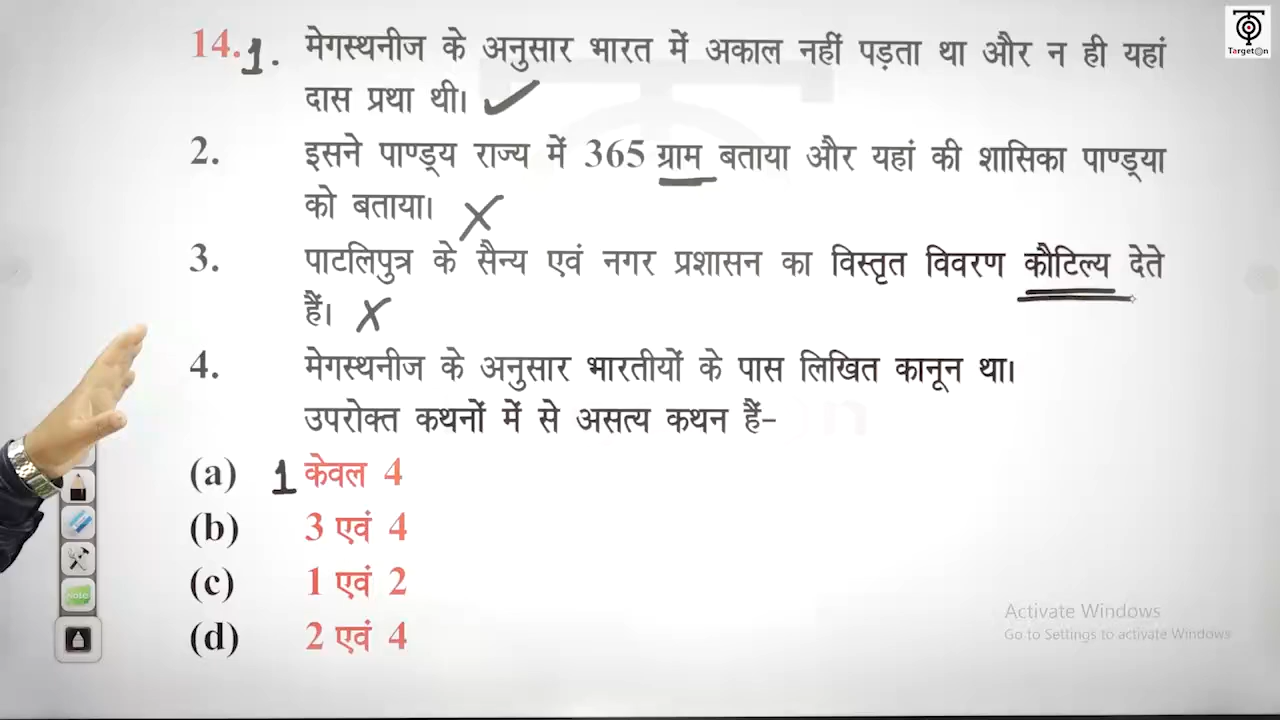 TargetOn
14. 1. मेगस्थनीज के अनुसार भारत में अकाल नहीं पड़ता था और न ही यहां
दास प्रथा थी।
2. इसने पाण्ड्य राज्य में 365 ग्राम बताया और यहां की शासिका पाण्ड्या
को बताया।
3. पाटलिपुत्र के सैन्य एवं नगर प्रशासन का विस्तृत विवरण कौटिल्य देते
हैं।
4. मेगस्थनीज के अनुसार भारतीयों के पास लिखित कानून था।
उपरोक्त कथनों में से असत्य कथन हैं-
(a) 1 केवल 4
(b) 3 एवं 4
(c) 1 एवं 2
(d) 2 एवं 4
Activate Windows
Go to Settings to activate Windows